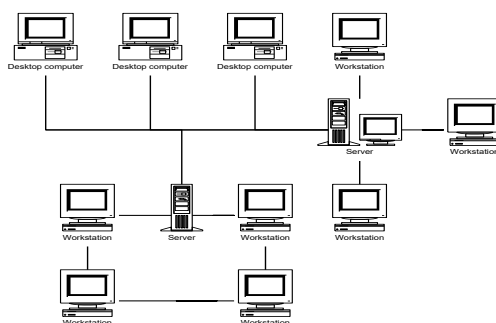 Desktop computer Desktop computer Desktop computer Workstation
Server Workstation
Workstation Server Workstation Workstation
Workstation Workstation